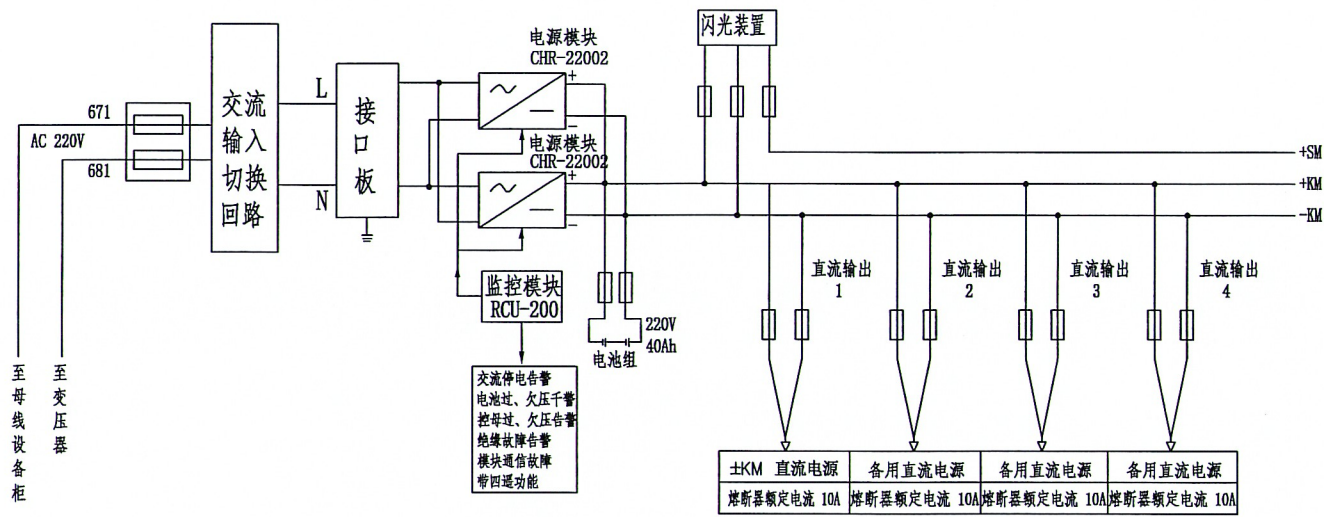 闪光装置
电源模块
CHR-22002
+
−
电源模块
CHR-22002
+
−
671
AC 220V
681
交流
输入
切换
回路
L
N
接
口
板
+SM
+KM
-KM
监控模块
RCU-200
220V
40Ah
电池组
直流输出
1
直流输出
2
直流输出
3
直流输出
4
至母线设备柜
至变压器
交流停电告警
电池过、欠压千警
控母过、欠压告警
绝缘故障告警
模块通信故障
带四遥功能
±KM 直流电源
备用直流电源
备用直流电源
备用直流电源
熔断器额定电流 10A
熔断器额定电流 10A
熔断器额定电流 10A
熔断器额定电流 10A